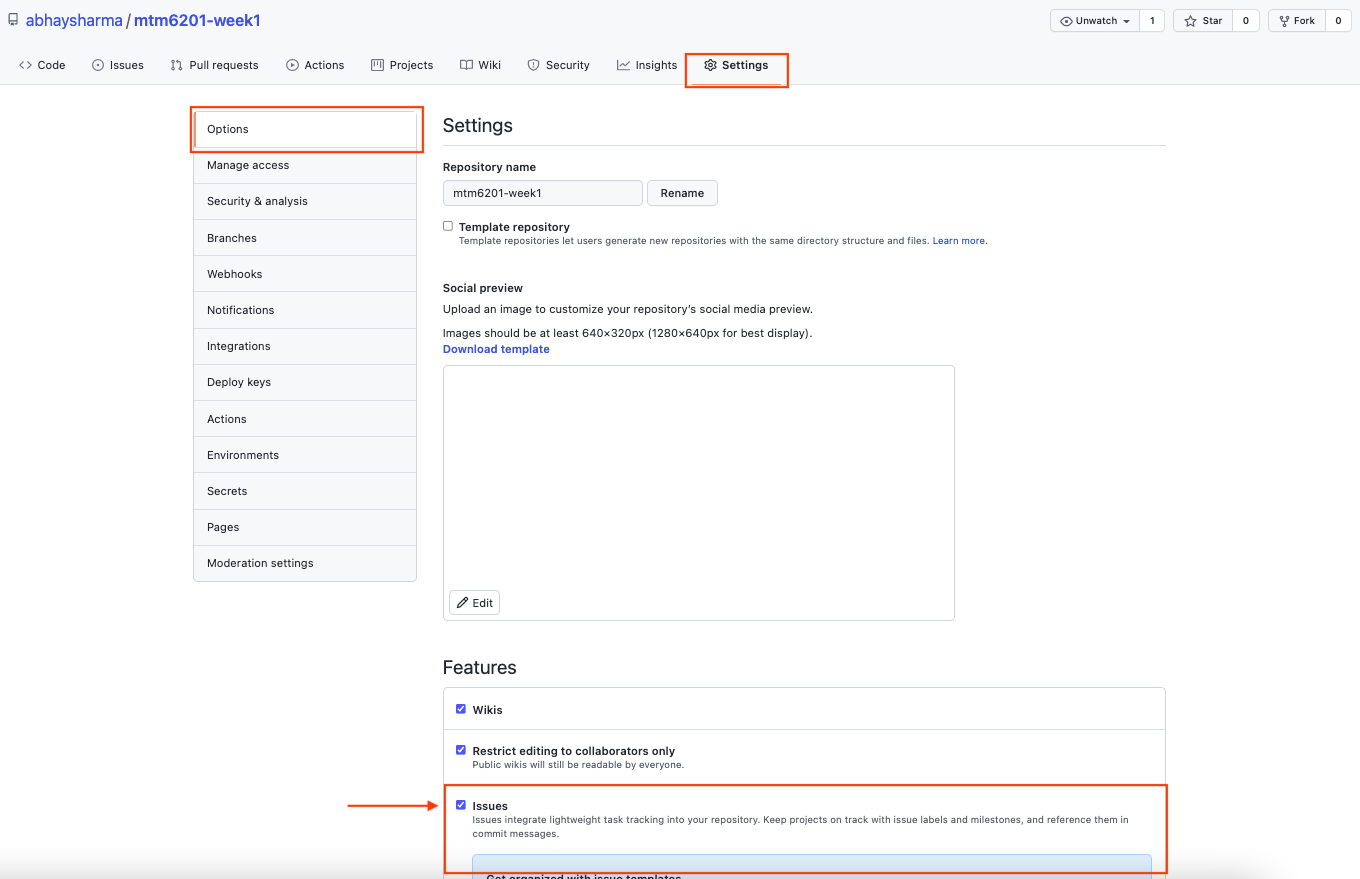 abhaysharma / mtm6201-week1
Unwatch 1 Star 0 Fork 0
Code Issues Pull requests Actions Projects Wiki Security Insights Settings
Options
Manage access
Security & analysis
Branches
Webhooks
Notifications
Integrations
Deploy keys
Actions
Environments
Secrets
Pages
Moderation settings
Settings
Repository name
mtm6201-week1 Rename
Template repository
Template repositories let users generate new repositories with the same directory structure and files. Learn more.
Social preview
Upload an image to customize your repository’s social media preview.
Images should be at least 640×320px (1280×640px for best display).
Download template
Edit
Features
Wikis
Restrict editing to collaborators only
Public wikis will still be readable by everyone.
Issues
Issues integrate lightweight task tracking into your repository. Keep projects on track with issue labels and milestones, and reference them in
commit messages.
Get organized with issue templates